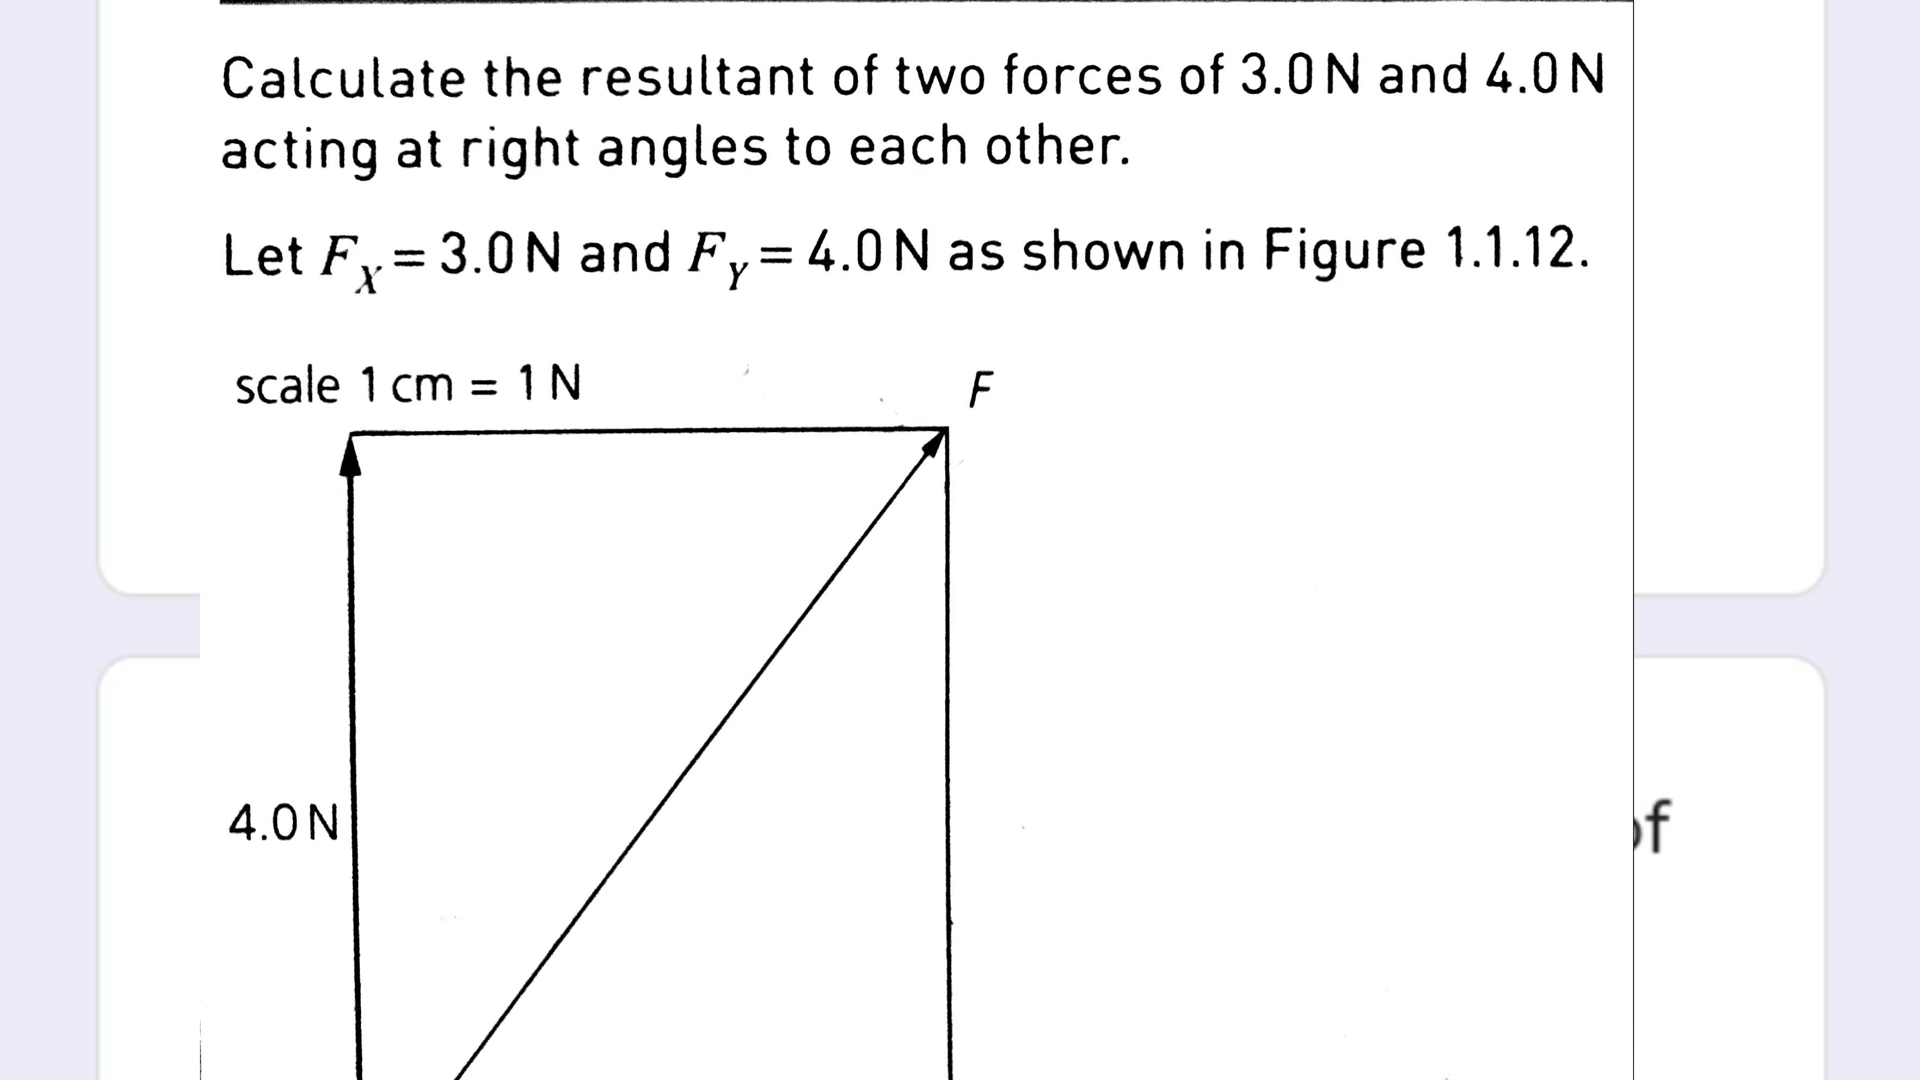 Calculate the resultant of two forces of 3.0 N and 4.0 N
acting at right angles to each other.
Let F_X = 3.0 N and F_Y = 4.0 N as shown in Figure 1.1.12.
scale 1 cm = 1 N
F
4.0 N